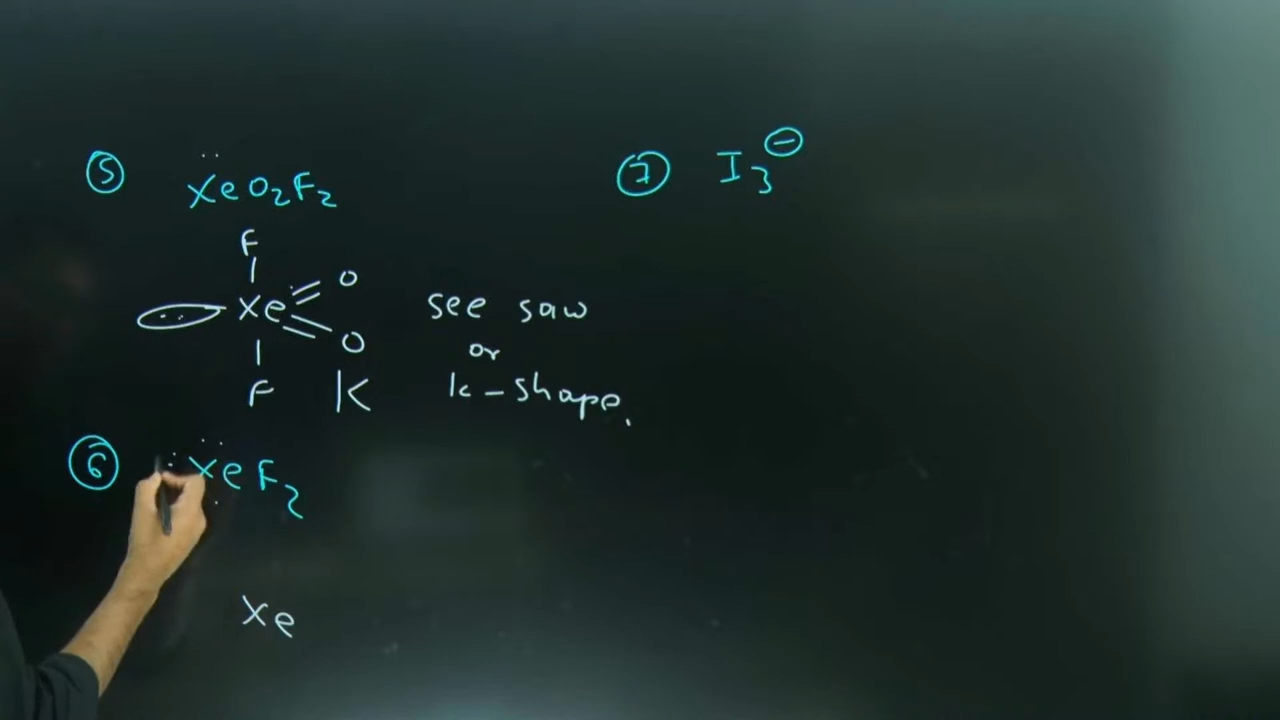 ⑤ XeO₂F₂
F
Xe O
O
F K
see saw
or
k-shape.
⑥ XeF₂
Xe
⑦ I₃⊖